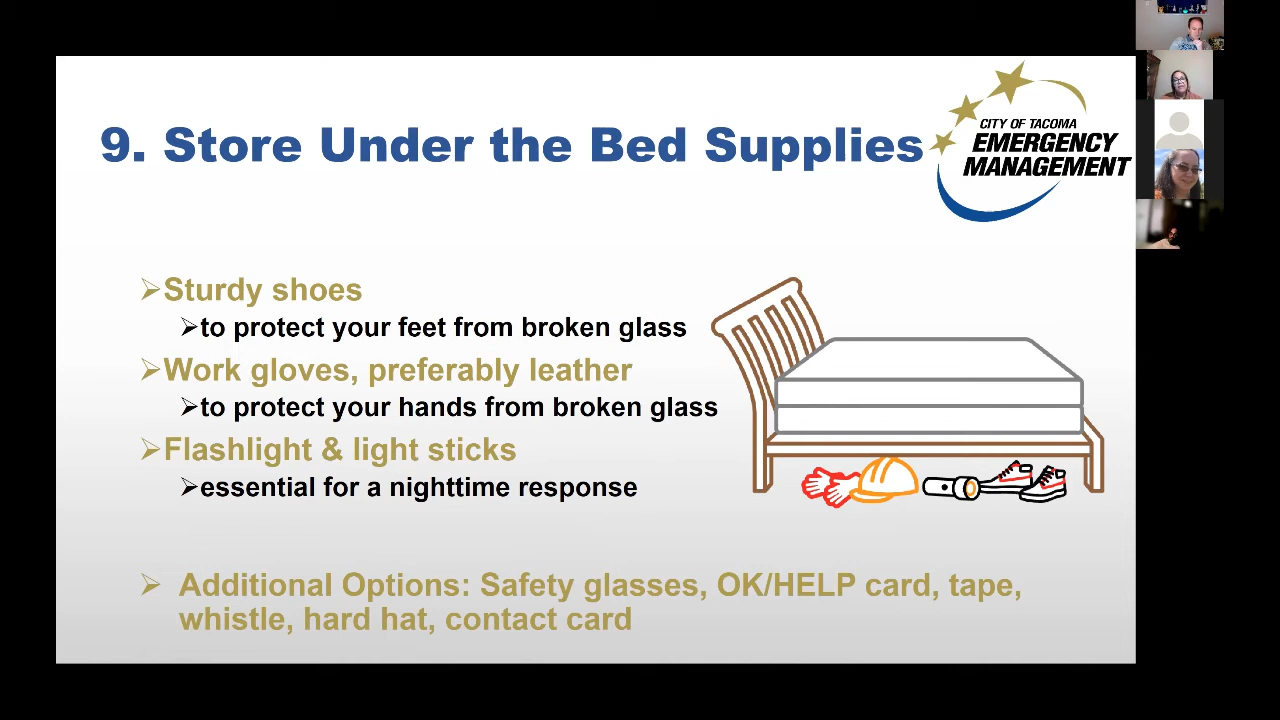 9. Store Under the Bed Supplies
CITY OF TACOMA
EMERGENCY
MANAGEMENT
➢Sturdy shoes
➢to protect your feet from broken glass
➢Work gloves, preferably leather
➢to protect your hands from broken glass
➢Flashlight & light sticks
➢essential for a nighttime response
➢ Additional Options: Safety glasses, OK/HELP card, tape,
whistle, hard hat, contact card